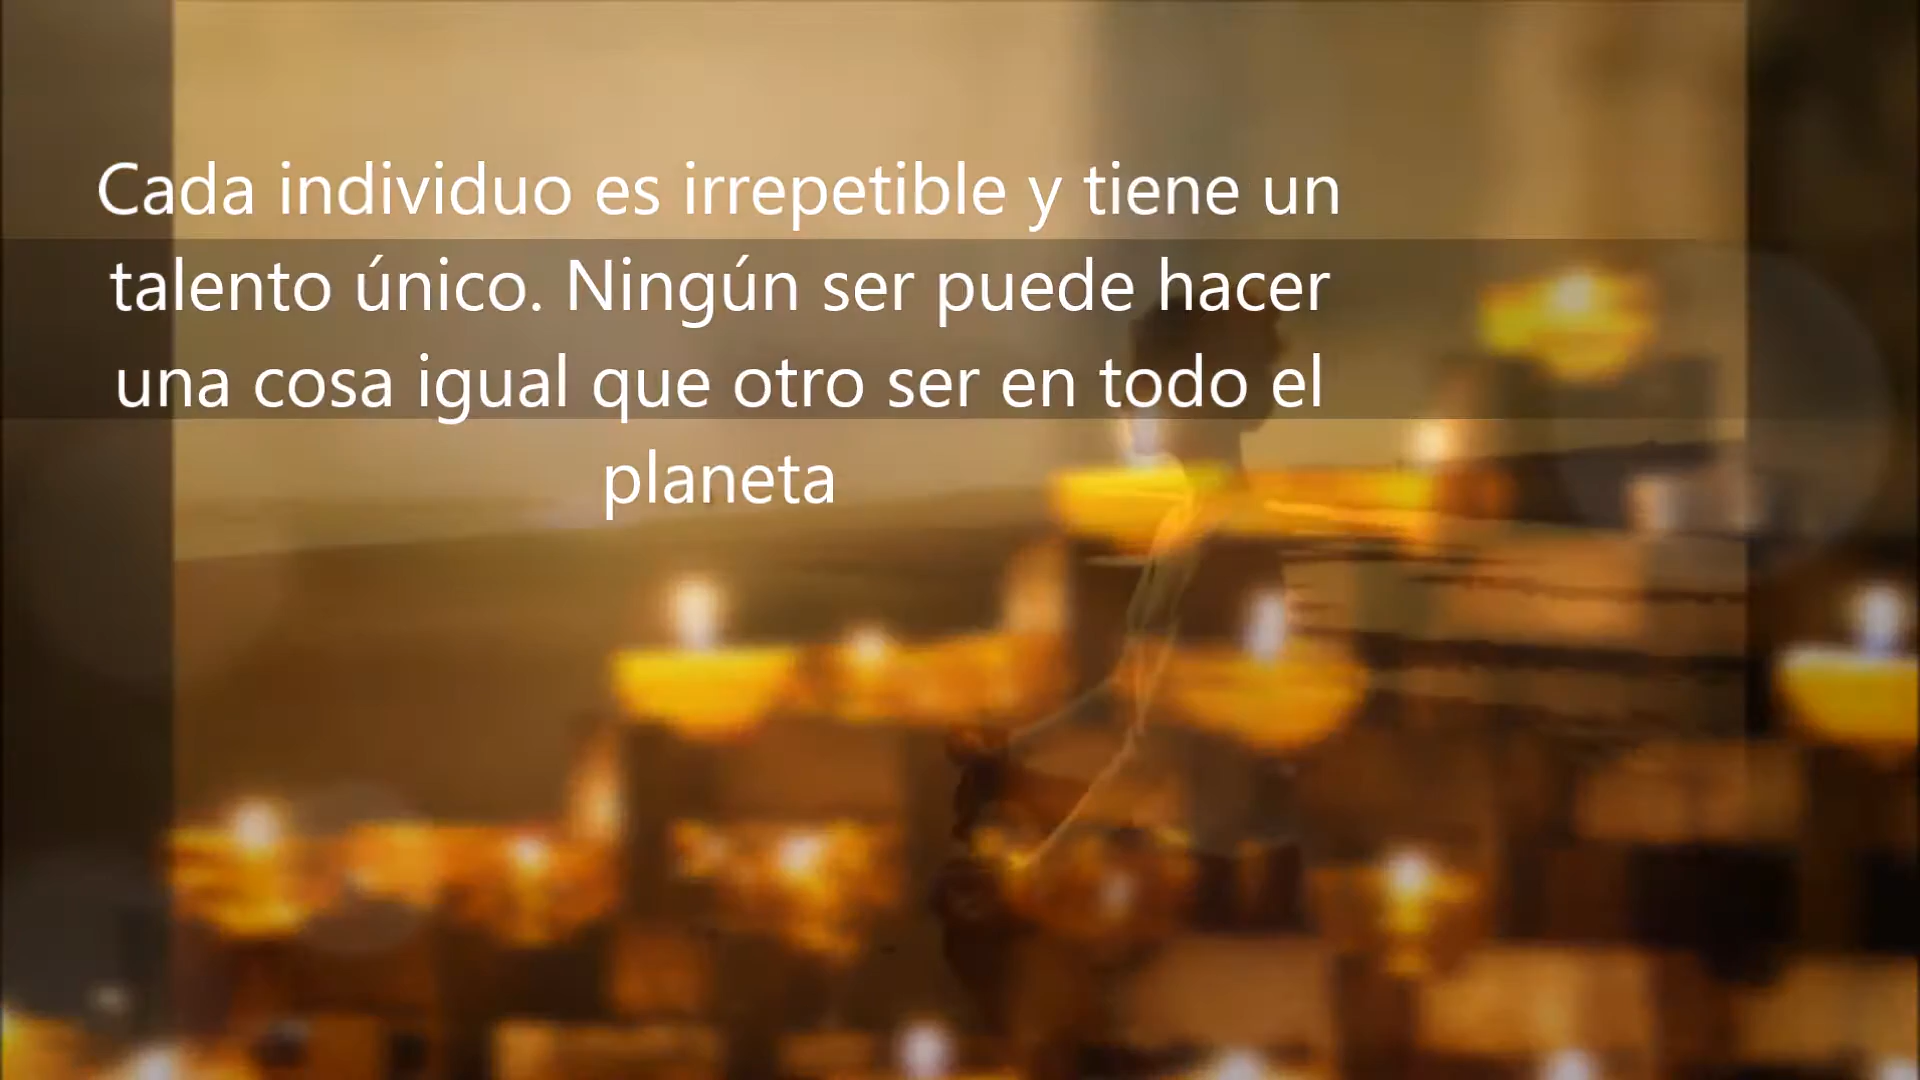 Cada individuo es irrepetible y tiene un
talento único. Ningún ser puede hacer
una cosa igual que otro ser en todo el
planeta